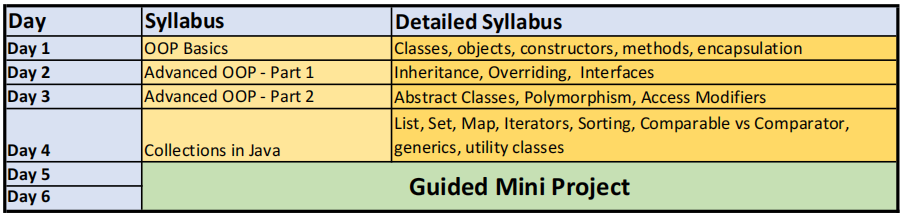 Day Syllabus Detailed Syllabus
Day 1 OOP Basics Classes, objects, constructors, methods, encapsulation
Day 2 Advanced OOP - Part 1 Inheritance, Overriding, Interfaces
Day 3 Advanced OOP - Part 2 Abstract Classes, Polymorphism, Access Modifiers
List, Set, Map, Iterators, Sorting, Comparable vs Comparator,
Day 4 Collections in Java generics, utility classes
Day 5
Guided Mini Project
Day 6